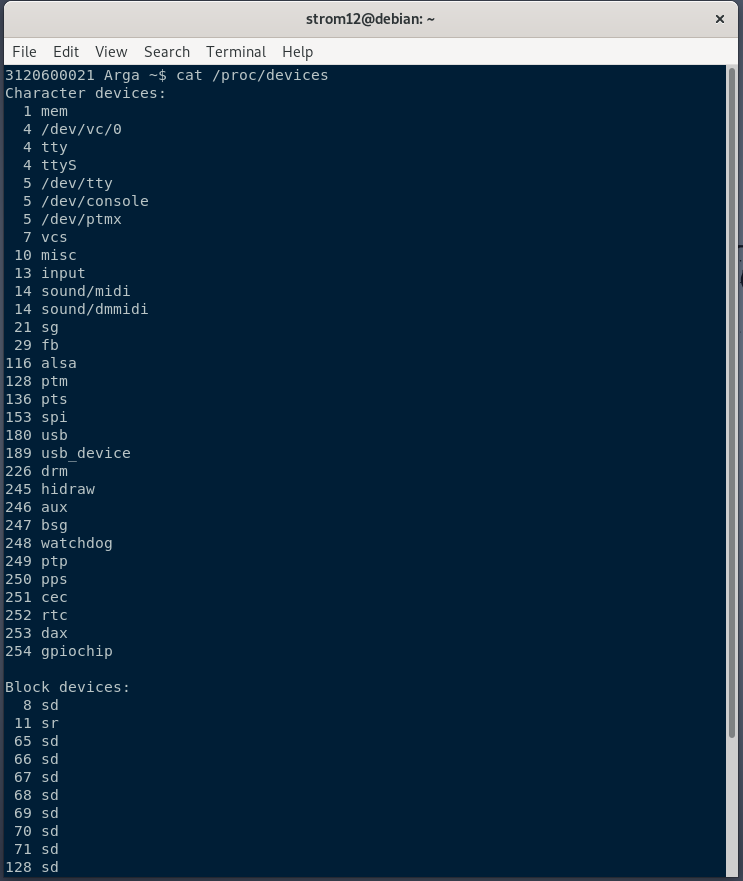 strom12@debian: ~
×
File Edit View Search Terminal Help
3120600021 Arga ~$ cat /proc/devices
Character devices:
  1 mem
  4 /dev/vc/0
  4 tty
  4 ttyS
  5 /dev/tty
  5 /dev/console
  5 /dev/ptmx
  7 vcs
 10 misc
 13 input
 14 sound/midi
 14 sound/dmmidi
 21 sg
 29 fb
116 alsa
128 ptm
136 pts
153 spi
180 usb
189 usb_device
226 drm
245 hidraw
246 aux
247 bsg
248 watchdog
249 ptp
250 pps
251 cec
252 rtc
253 dax
254 gpiochip

Block devices:
  8 sd
 11 sr
 65 sd
 66 sd
 67 sd
 68 sd
 69 sd
 70 sd
 71 sd
128 sd